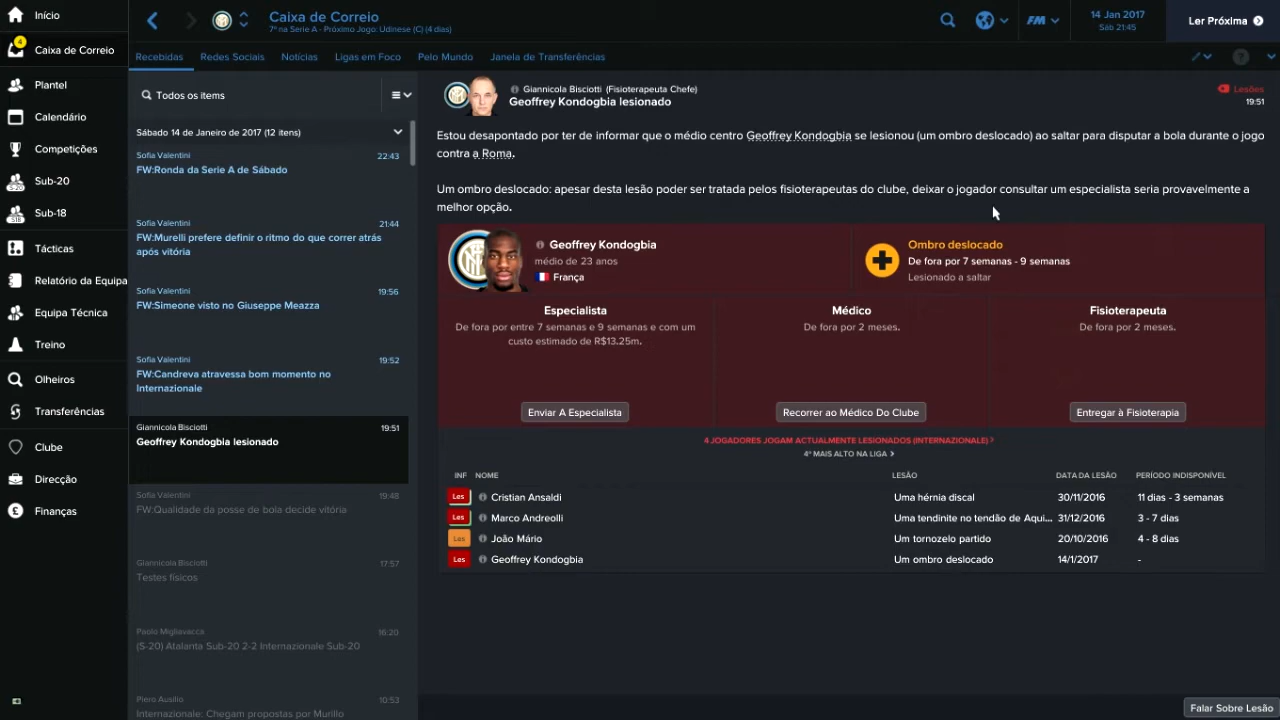 Início
Caixa de Correio
4
Plantel
Calendário
Competições
Sub-20
Sub-18
Tácticas
Relatório da Equipa
Equipa Técnica
Treino
Olheiros
Transferências
Clube
Direcção
Finanças
Caixa de Correio
7º na Serie A - Próximo Jogo: Udinese (C) (4 dias)
FM
14 Jan 2017
Sáb 21:45
Ler Próxima
Recebidas
Redes Sociais
Notícias
Ligas em Foco
Pelo Mundo
Janela de Transferências
Todos os items
Sábado 14 de Janeiro de 2017 (12 itens)
Sofia Valentini 22:43
FW:Ronda da Serie A de Sábado
Sofia Valentini 21:44
FW:Murelli prefere definir o ritmo do que correr atrás
após vitória
Sofia Valentini 19:56
FW:Simeone visto no Giuseppe Meazza
Sofia Valentini 19:52
FW:Candreva atravessa bom momento no
Internazionale
Giannicola Bisciotti 19:51
Geoffrey Kondogbia lesionado
Sofia Valentini 19:48
FW:Qualidade da posse de bola decide vitória
Giannicola Bisciotti 17:57
Testes físicos
Paolo Migliavacca 16:20
(S-20) Atalanta Sub-20 2-2 Internazionale Sub-20
Piero Ausilio 10:53
Internazionale: Chegam propostas por Murillo
Giannicola Bisciotti (Fisioterapeuta Chefe)
Geoffrey Kondogbia lesionado
Lesões
19:51
Estou desapontado por ter de informar que o médio centro Geoffrey Kondogbia se lesionou (um ombro deslocado) ao saltar para disputar a bola durante o jogo
contra a Roma.
Um ombro deslocado: apesar desta lesão poder ser tratada pelos fisioterapeutas do clube, deixar o jogador consultar um especialista seria provavelmente a
melhor opção.
Geoffrey Kondogbia
médio de 23 anos
França
Ombro deslocado
De fora por 7 semanas - 9 semanas
Lesionado a saltar
Especialista
De fora por entre 7 semanas e 9 semanas e com um
custo estimado de R$13.25m.
Enviar A Especialista
Médico
De fora por 2 meses.
Recorrer ao Médico Do Clube
Fisioterapeuta
De fora por 2 meses.
Entregar à Fisioterapia
4 JOGADORES JOGAM ACTUALMENTE LESIONADOS (INTERNAZIONALE)
4º MAIS ALTO NA LIGA
INF NOME LESÃO DATA DA LESÃO PERÍODO INDISPONÍVEL
Les Cristian Ansaldi Uma hérnia discal 30/11/2016 11 dias - 3 semanas
Les Marco Andreolli Uma tendinite no tendão de Aqui... 31/12/2016 3 - 7 dias
Les João Mário Um tornozelo partido 20/10/2016 4 - 8 dias
Les Geoffrey Kondogbia Um ombro deslocado 14/1/2017 -
Falar Sobre Lesão